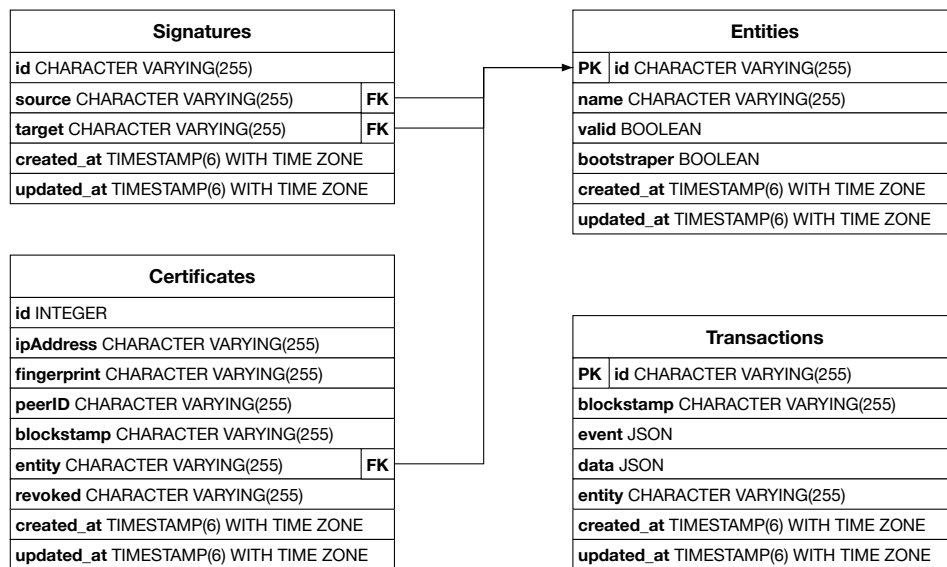 Signatures
id CHARACTER VARYING(255)
source CHARACTER VARYING(255) FK
target CHARACTER VARYING(255) FK
created_at TIMESTAMP(6) WITH TIME ZONE
updated_at TIMESTAMP(6) WITH TIME ZONE
Entities
PK id CHARACTER VARYING(255)
name CHARACTER VARYING(255)
valid BOOLEAN
bootstraper BOOLEAN
created_at TIMESTAMP(6) WITH TIME ZONE
updated_at TIMESTAMP(6) WITH TIME ZONE
Certificates
id INTEGER
ipAddress CHARACTER VARYING(255)
fingerprint CHARACTER VARYING(255)
peerID CHARACTER VARYING(255)
blockstamp CHARACTER VARYING(255)
entity CHARACTER VARYING(255) FK
revoked CHARACTER VARYING(255)
created_at TIMESTAMP(6) WITH TIME ZONE
updated_at TIMESTAMP(6) WITH TIME ZONE
Transactions
PK id CHARACTER VARYING(255)
blockstamp CHARACTER VARYING(255)
event JSON
data JSON
entity CHARACTER VARYING(255)
created_at TIMESTAMP(6) WITH TIME ZONE
updated_at TIMESTAMP(6) WITH TIME ZONE